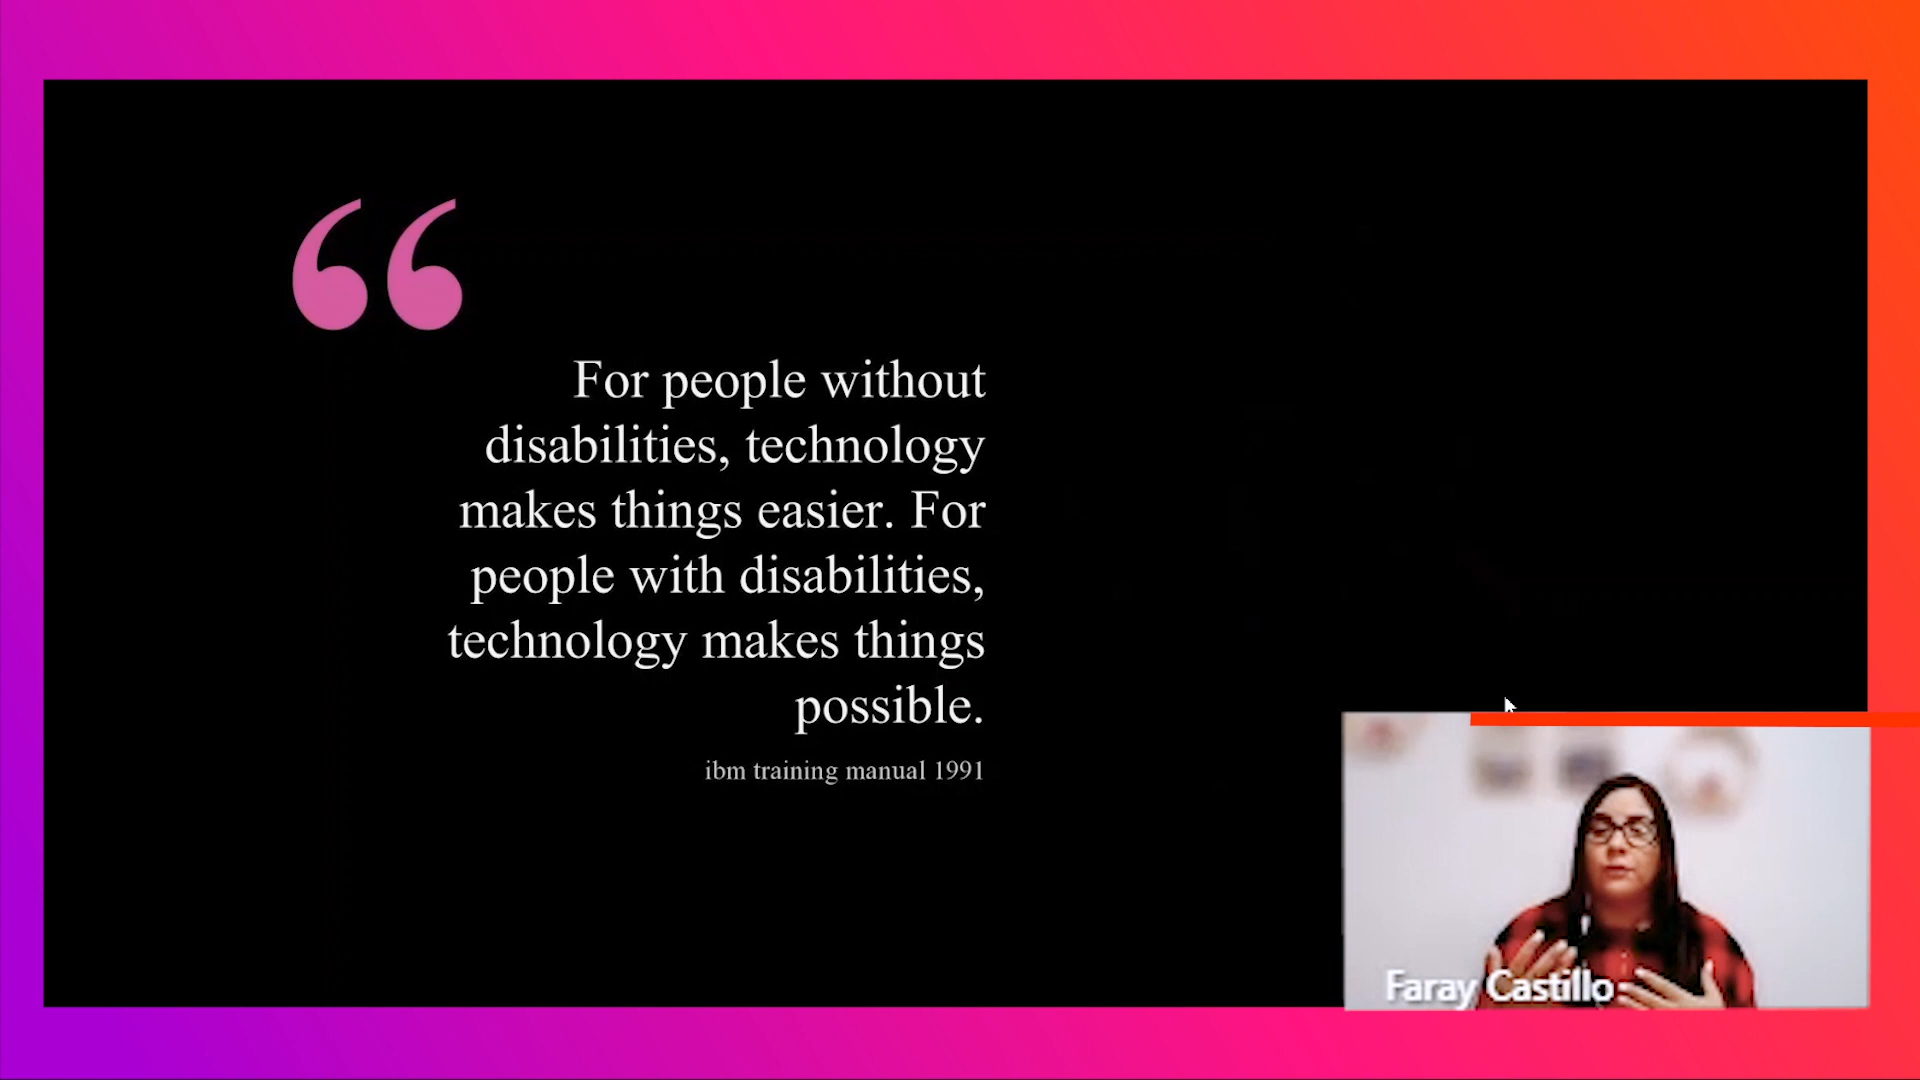 “
For people without
disabilities, technology
makes things easier. For
people with disabilities,
technology makes things
possible.
ibm training manual 1991
Faray Castillo